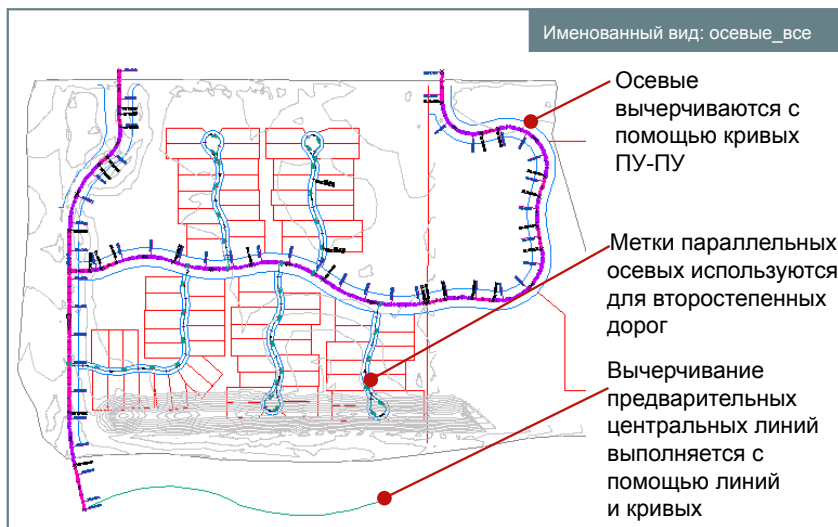 Именованный вид: осевые_все
Осевые
вычерчиваются с
помощью кривых
ПУ-ПУ
Метки параллельных
осевых используются
для второстепенных
дорог
Вычерчивание
предварительных
центральных линий
выполняется с
помощью линий
и кривых